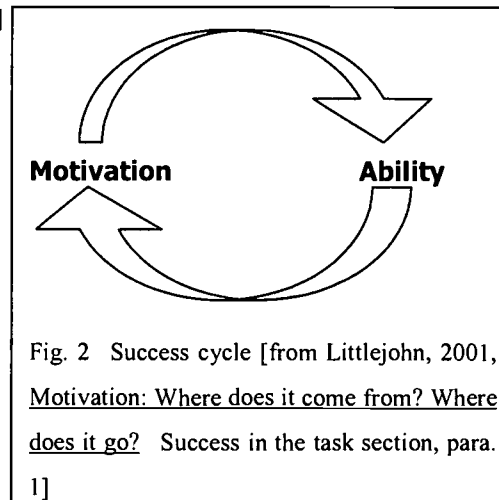 Motivation Ability
Fig. 2 Success cycle [from Littlejohn, 2001,
Motivation: Where does it come from? Where
does it go? Success in the task section, para.
1]